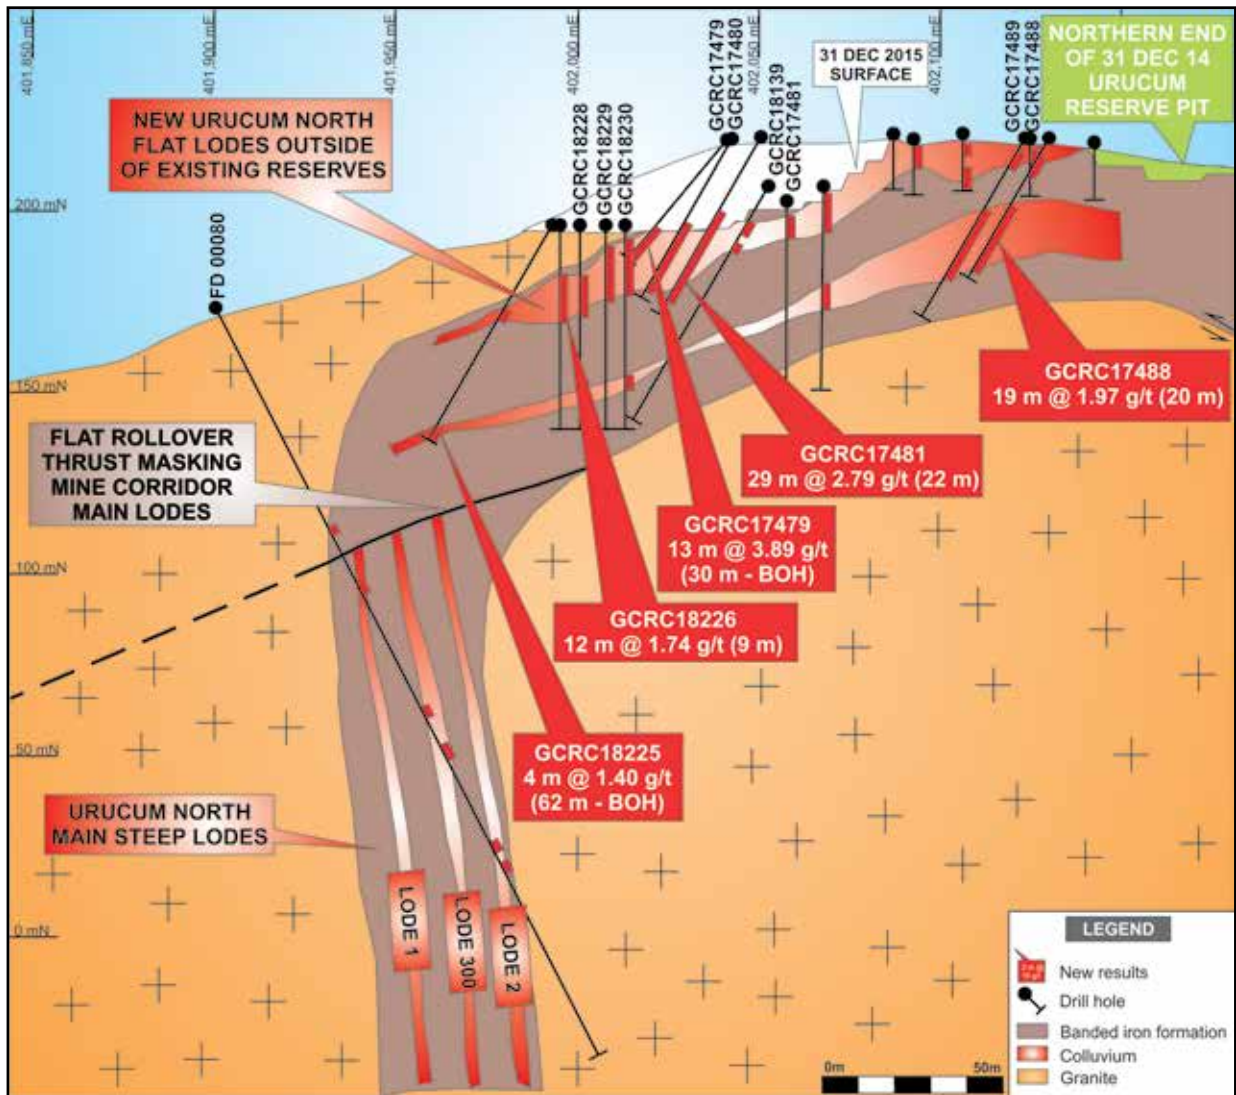 401,850 mE
401,900 mE
401,950 mE
402,000 mE
402,050 mE
402,100 mE
GCRC17479
GCRC17480
GCRC18139
GCRC17481
GCRC17489
GCRC17488
GCRC18228
GCRC18229
GCRC18230
FD 00080
31 DEC 2015
SURFACE
NORTHERN END
OF 31 DEC 14
URUCUM
RESERVE PIT
NEW URUCUM NORTH
FLAT LODES OUTSIDE
OF EXISTING RESERVES
200 mN
150 mN
100 mN
50 mN
0 mN
FLAT ROLLOVER
THRUST MASKING
MINE CORRIDOR
MAIN LODES
GCRC17488
19 m @ 1.97 g/t (20 m)
GCRC17481
29 m @ 2.79 g/t (22 m)
GCRC17479
13 m @ 3.89 g/t
(30 m - BOH)
GCRC18226
12 m @ 1.74 g/t (9 m)
GCRC18225
4 m @ 1.40 g/t
(62 m - BOH)
URUCUM NORTH
MAIN STEEP LODES
LODE 1
LODE 300
LODE 2
LEGEND
New results
Drill hole
Banded iron formation
Colluvium
Granite
0m
50m